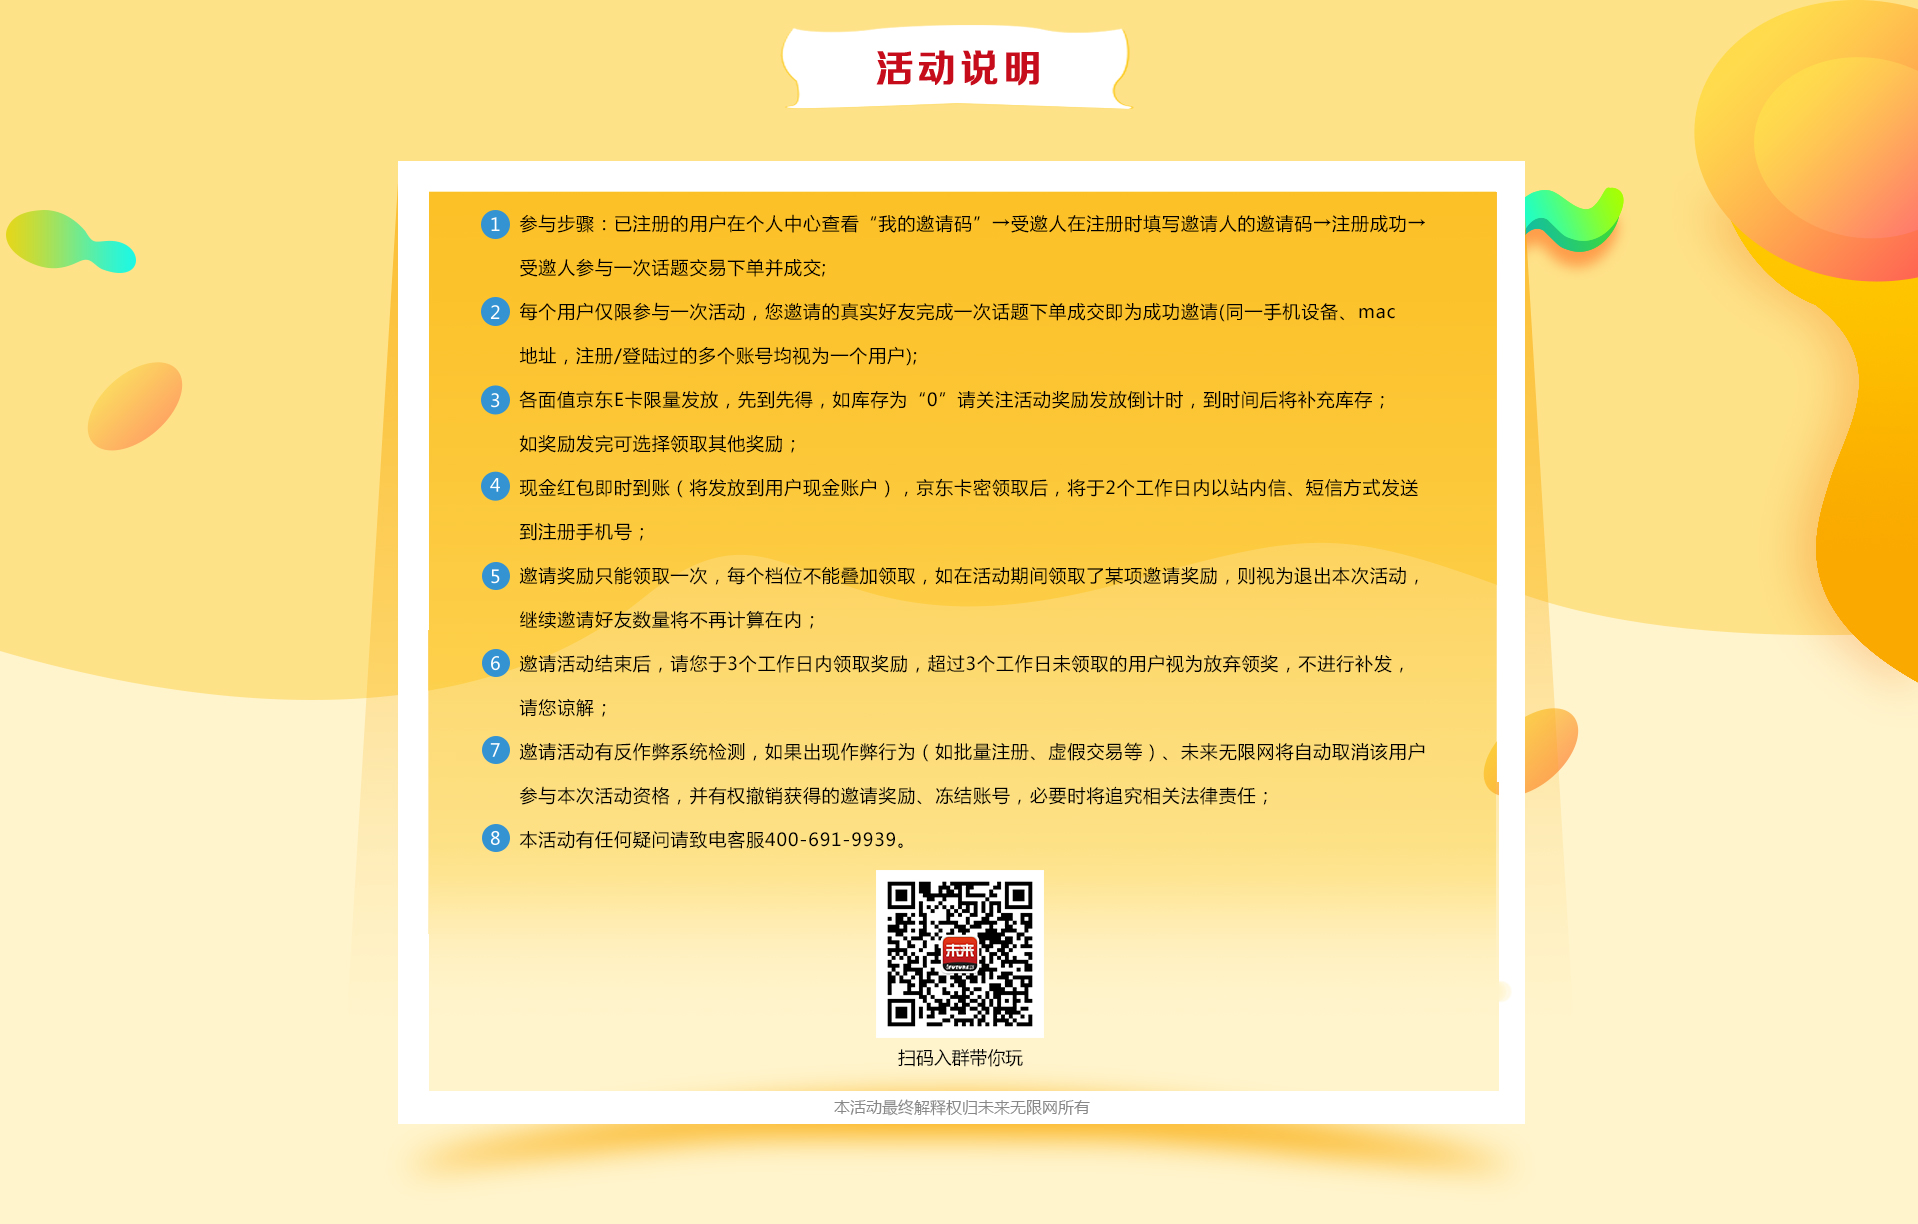 活动说明
1 参与步骤：已注册的用户在个人中心查看“我的邀请码”→受邀人在注册时填写邀请人的邀请码→注册成功→
受邀人参与一次话题交易下单并成交;
2 每个用户仅限参与一次活动，您邀请的真实好友完成一次话题下单成交即为成功邀请(同一手机设备、mac
地址，注册/登陆过的多个账号均视为一个用户);
3 各面值京东E卡限量发放，先到先得，如库存为“0”请关注活动奖励发放倒计时，到时间后将补充库存；
如奖励发完可选择领取其他奖励；
4 现金红包即时到账（将发放到用户现金账户），京东卡密领取后，将于2个工作日内以站内信、短信方式发送
到注册手机号；
5 邀请奖励只能领取一次，每个档位不能叠加领取，如在活动期间领取了某项邀请奖励，则视为退出本次活动，
继续邀请好友数量将不再计算在内；
6 邀请活动结束后，请您于3个工作日内领取奖励，超过3个工作日未领取的用户视为放弃领奖，不进行补发，
请您谅解；
7 邀请活动有反作弊系统检测，如果出现作弊行为（如批量注册、虚假交易等）、未来无限网将自动取消该用户
参与本次活动资格，并有权撤销获得的邀请奖励、冻结账号，必要时将追究相关法律责任；
8 本活动有任何疑问请致电客服400-691-9939。
未来
扫码入群带你玩
本活动最终解释权归未来无限网所有